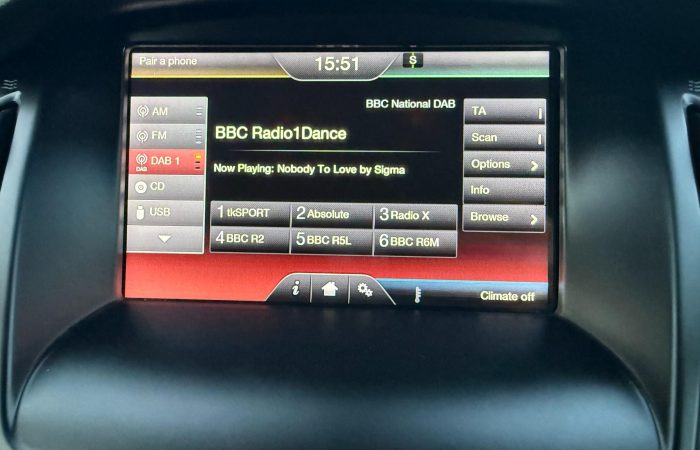 Pair a phone
15:51
S
BBC National DAB
AM
FM
DAB 1
DAB
CD
USB
BBC Radio1Dance
Now Playing: Nobody To Love by Sigma
1 tkSPORT
2 Absolute
3 Radio X
4 BBC R2
5 BBC R5L
6 BBC R6M
TA
Scan
Options
Info
Browse
i
Climate off